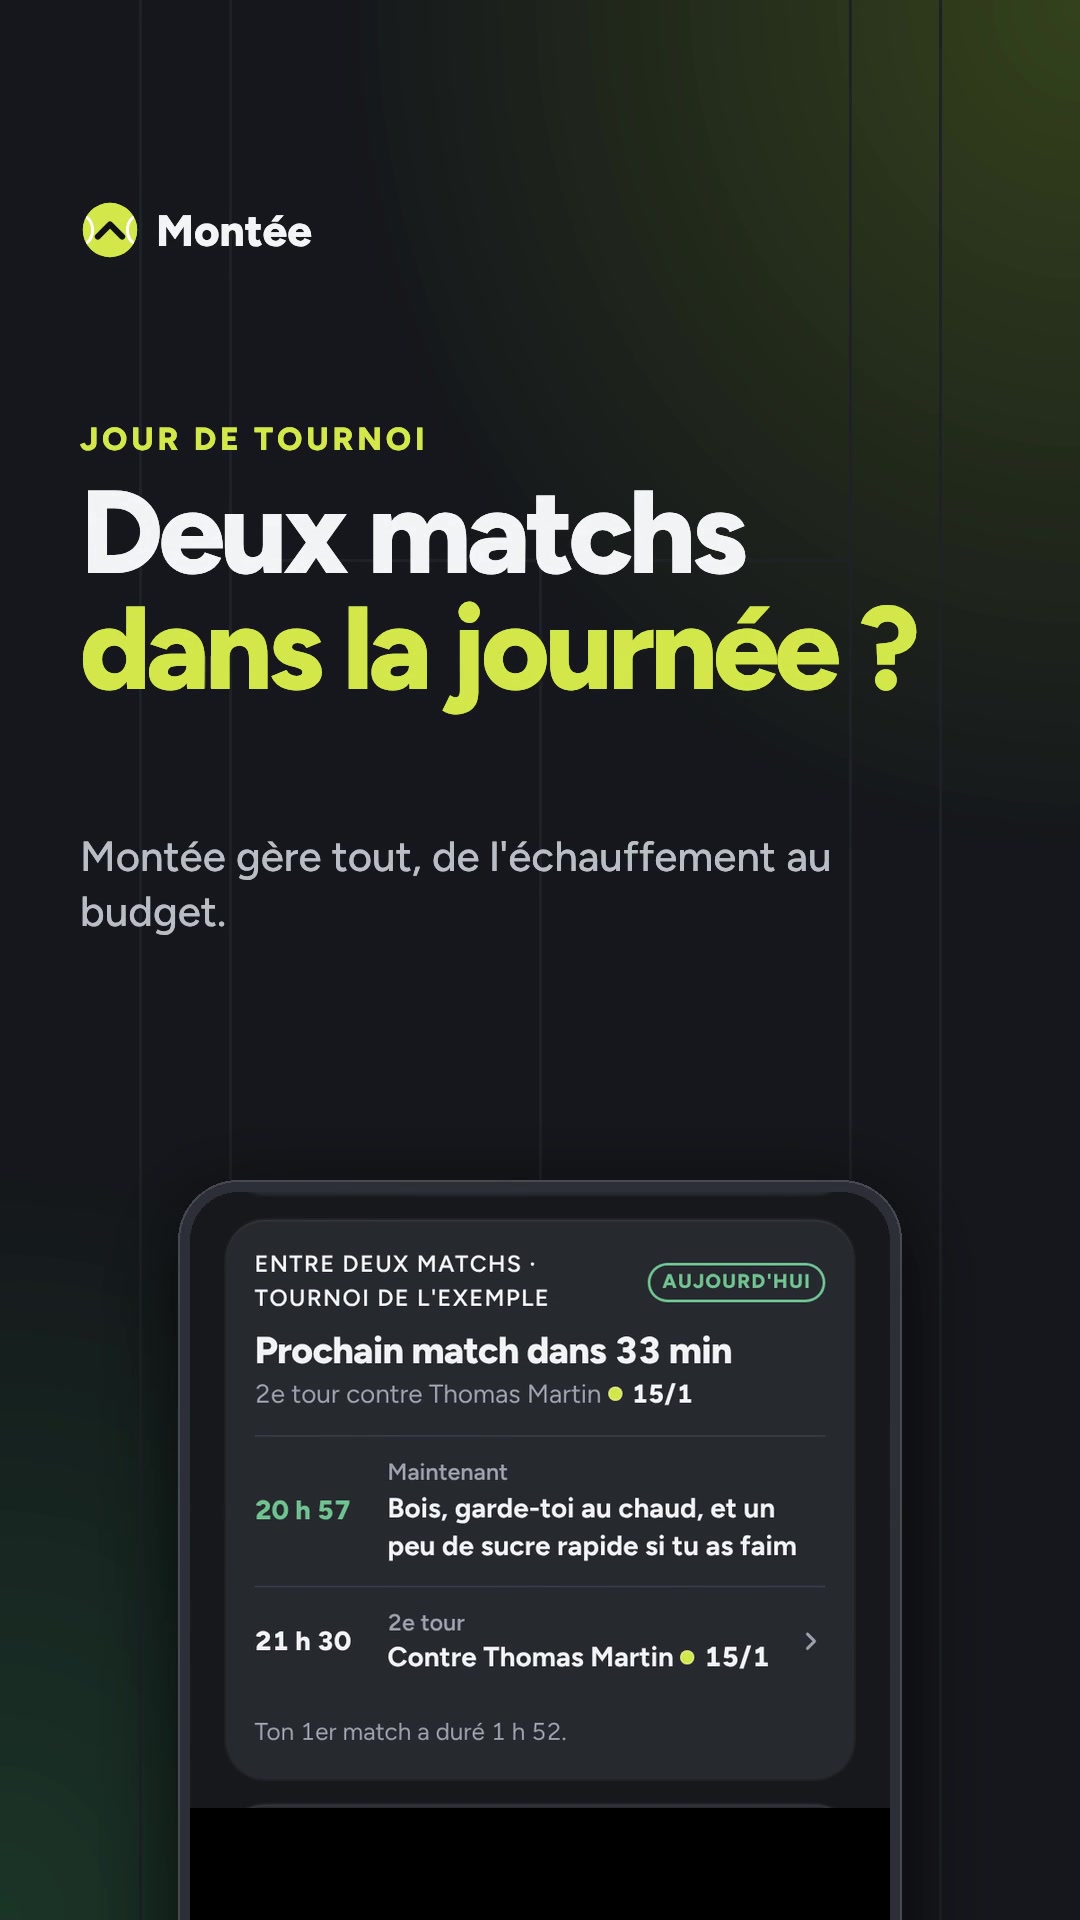 Montée
JOUR DE TOURNOI
Deux matchs
dans la journée ?
Montée gère tout, de l'échauffement au
budget.
ENTRE DEUX MATCHS ·
TOURNOI DE L'EXEMPLE
AUJOURD'HUI
Prochain match dans 33 min
2e tour contre Thomas Martin 15/1
Maintenant
20 h 57
Bois, garde-toi au chaud, et un
peu de sucre rapide si tu as faim
2e tour
21 h 30
Contre Thomas Martin 15/1
Ton 1er match a duré 1 h 52.